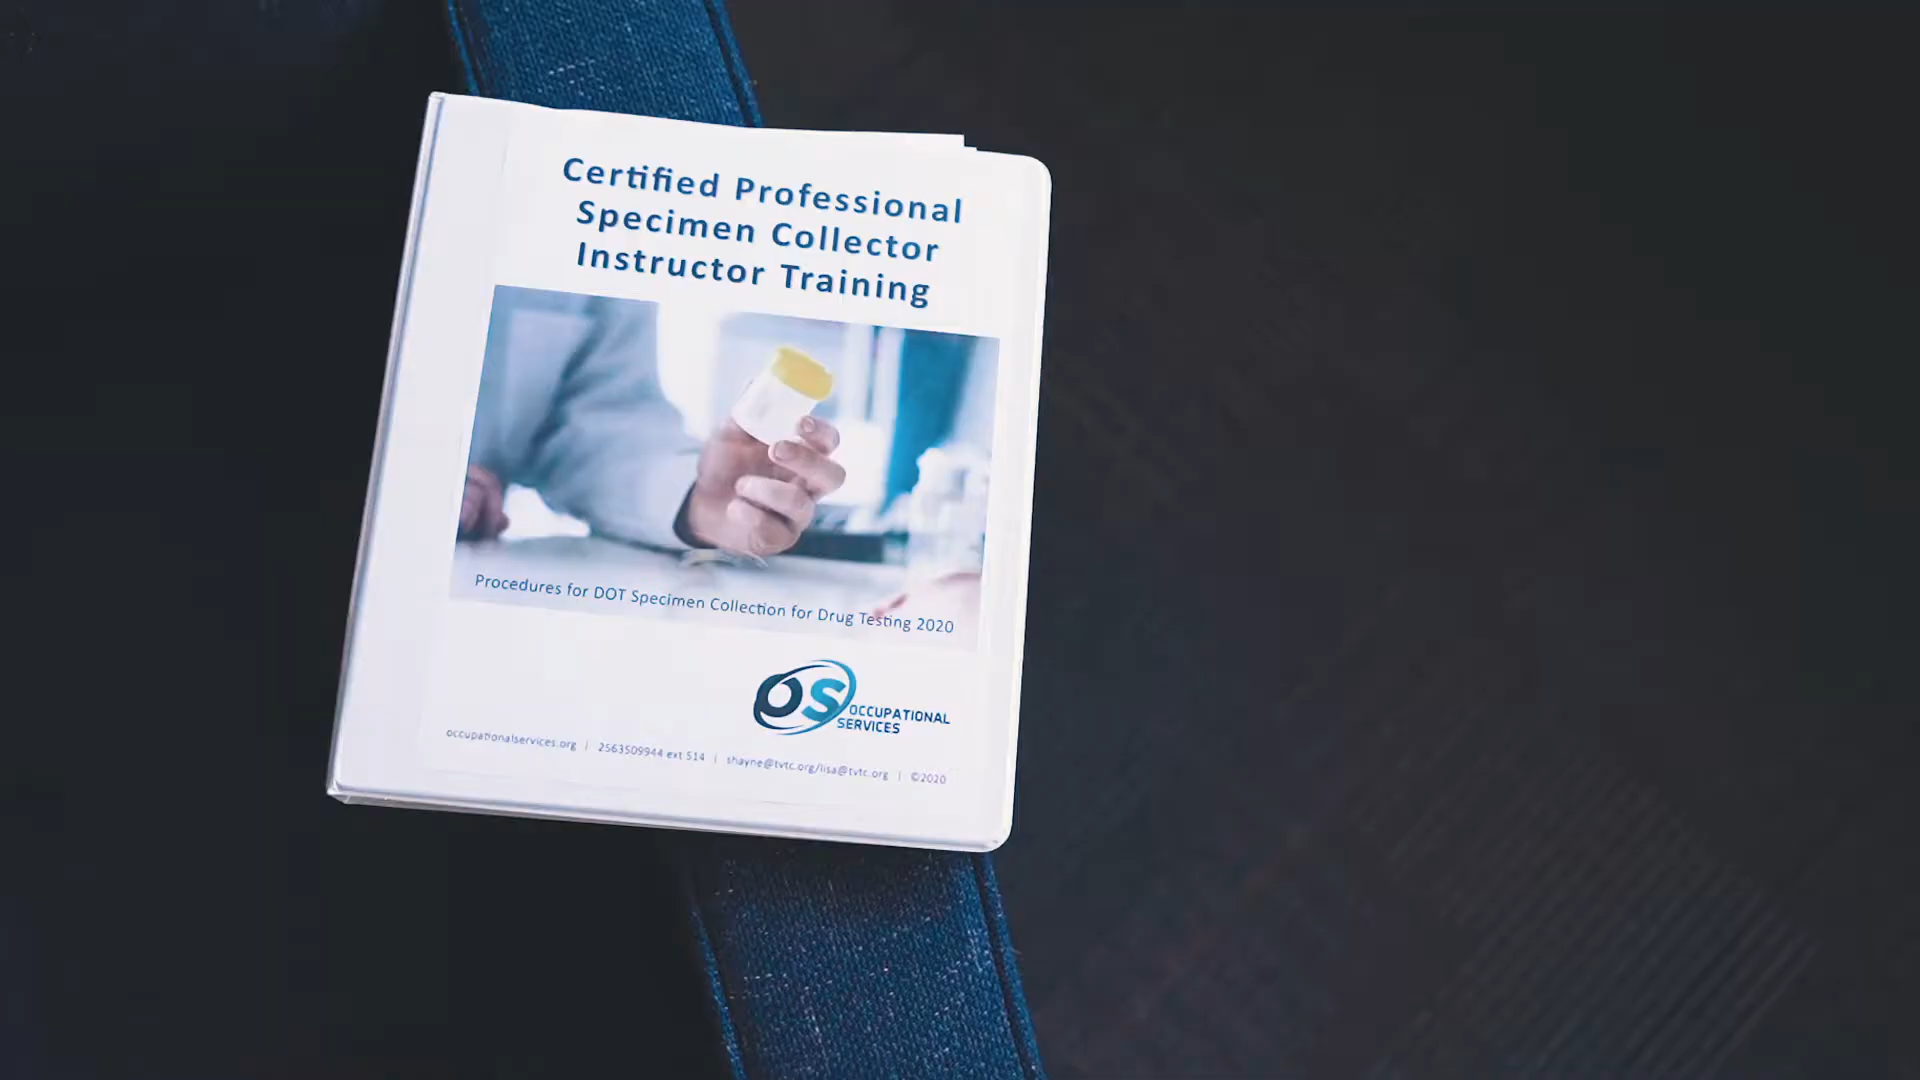 Certified Professional
Specimen Collector
Instructor Training
Procedures for DOT Specimen Collection for Drug Testing 2020
OS OCCUPATIONAL
SERVICES
occupationalservices.org | 2563509944 ext 514 | shayne@tvtc.org/lisa@tvtc.org | ©2020